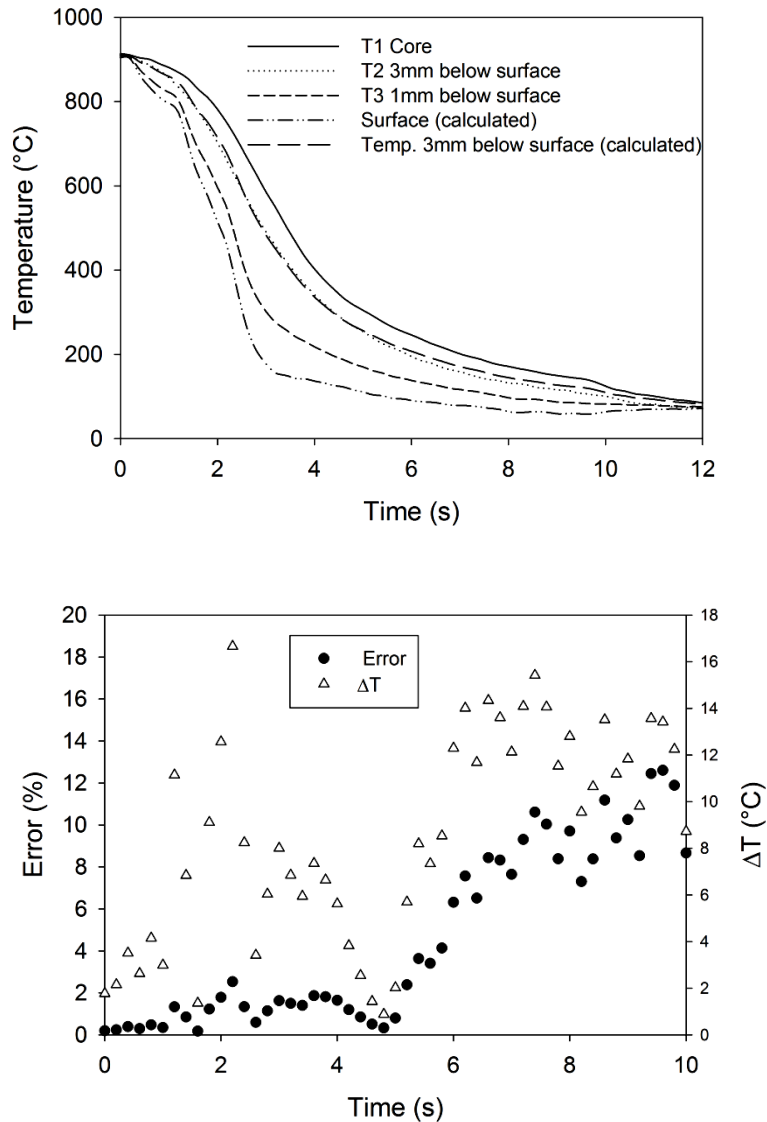 1000
800
600
400
200
0
Temperature (°C)
T1 Core
T2 3mm below surface
T3 1mm below surface
Surface (calculated)
Temp. 3mm below surface (calculated)
0 2 4 6 8 10 12
Time (s)
20
18
16
14
12
10
8
6
4
2
0
Error (%)
Error
ΔT
18
16
14
12
10
8
6
4
2
0
ΔT (°C)
0 2 4 6 8 10
Time (s)